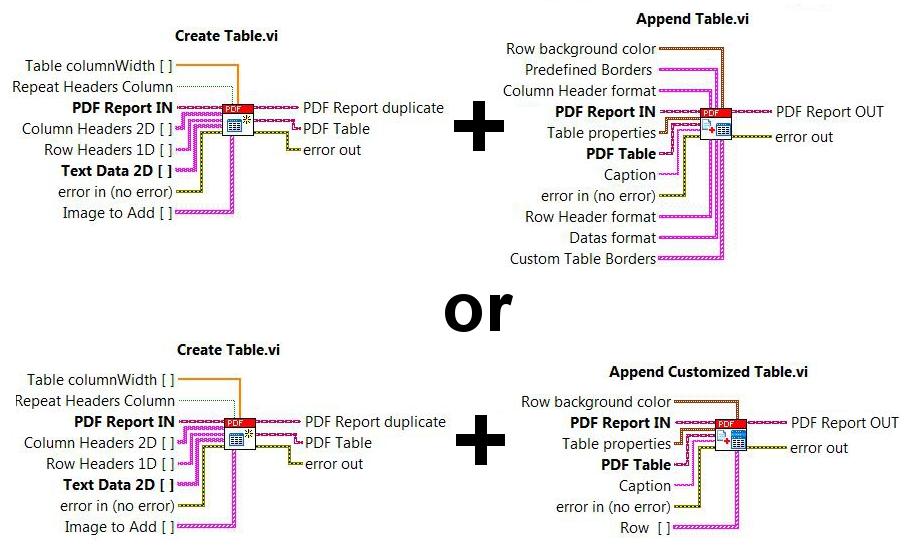 Create Table.vi
Table columnWidth [ ]
Repeat Headers Column
PDF Report IN
Column Headers 2D [ ]
Row Headers 1D [ ]
Text Data 2D [ ]
error in (no error)
Image to Add [ ]
PDF
PDF Report duplicate
PDF Table
error out
+
Append Table.vi
Row background color
Predefined Borders
Column Header format
PDF Report IN
Table properties
PDF Table
Caption
error in (no error)
Row Header format
Datas format
Custom Table Borders
PDF
PDF Report OUT
error out
or
Create Table.vi
Table columnWidth [ ]
Repeat Headers Column
PDF Report IN
Column Headers 2D [ ]
Row Headers 1D [ ]
Text Data 2D [ ]
error in (no error)
Image to Add [ ]
PDF
PDF Report duplicate
PDF Table
error out
+
Append Customized Table.vi
Row background color
PDF Report IN
Table properties
PDF Table
Caption
error in (no error)
Row [ ]
PDF
PDF Report OUT
error out